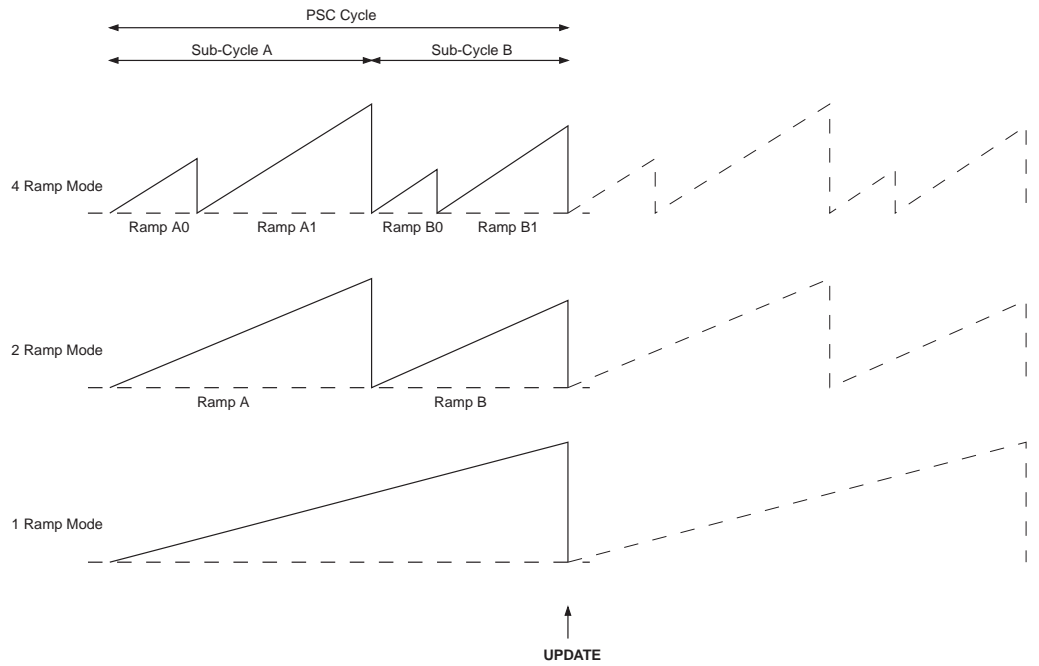 PSC Cycle
Sub-Cycle A
Sub-Cycle B
4 Ramp Mode
Ramp A0
Ramp A1
Ramp B0
Ramp B1
2 Ramp Mode
Ramp A
Ramp B
1 Ramp Mode
UPDATE